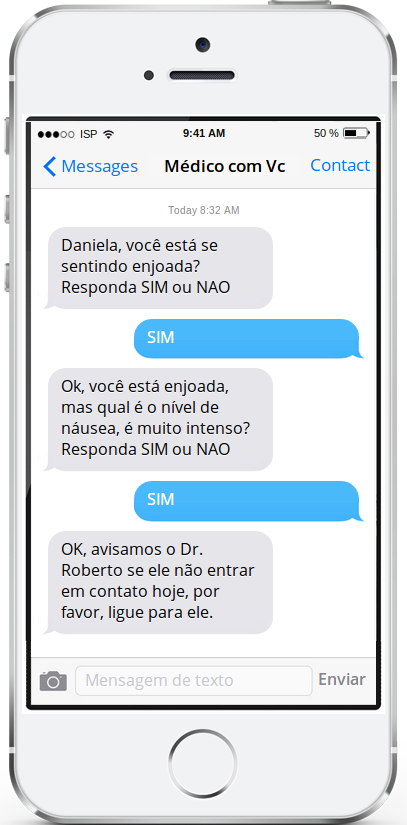 ISP 9:41 AM 50 %
Messages Médico com Vc Contact
Today 8:32 AM
Daniela, você está se
sentindo enjoada?
Responda SIM ou NAO
SIM
Ok, você está enjoada,
mas qual é o nível de
náusea, é muito intenso?
Responda SIM ou NAO
SIM
OK, avisamos o Dr.
Roberto se ele não entrar
em contato hoje, por
favor, ligue para ele.
Mensagem de texto Enviar